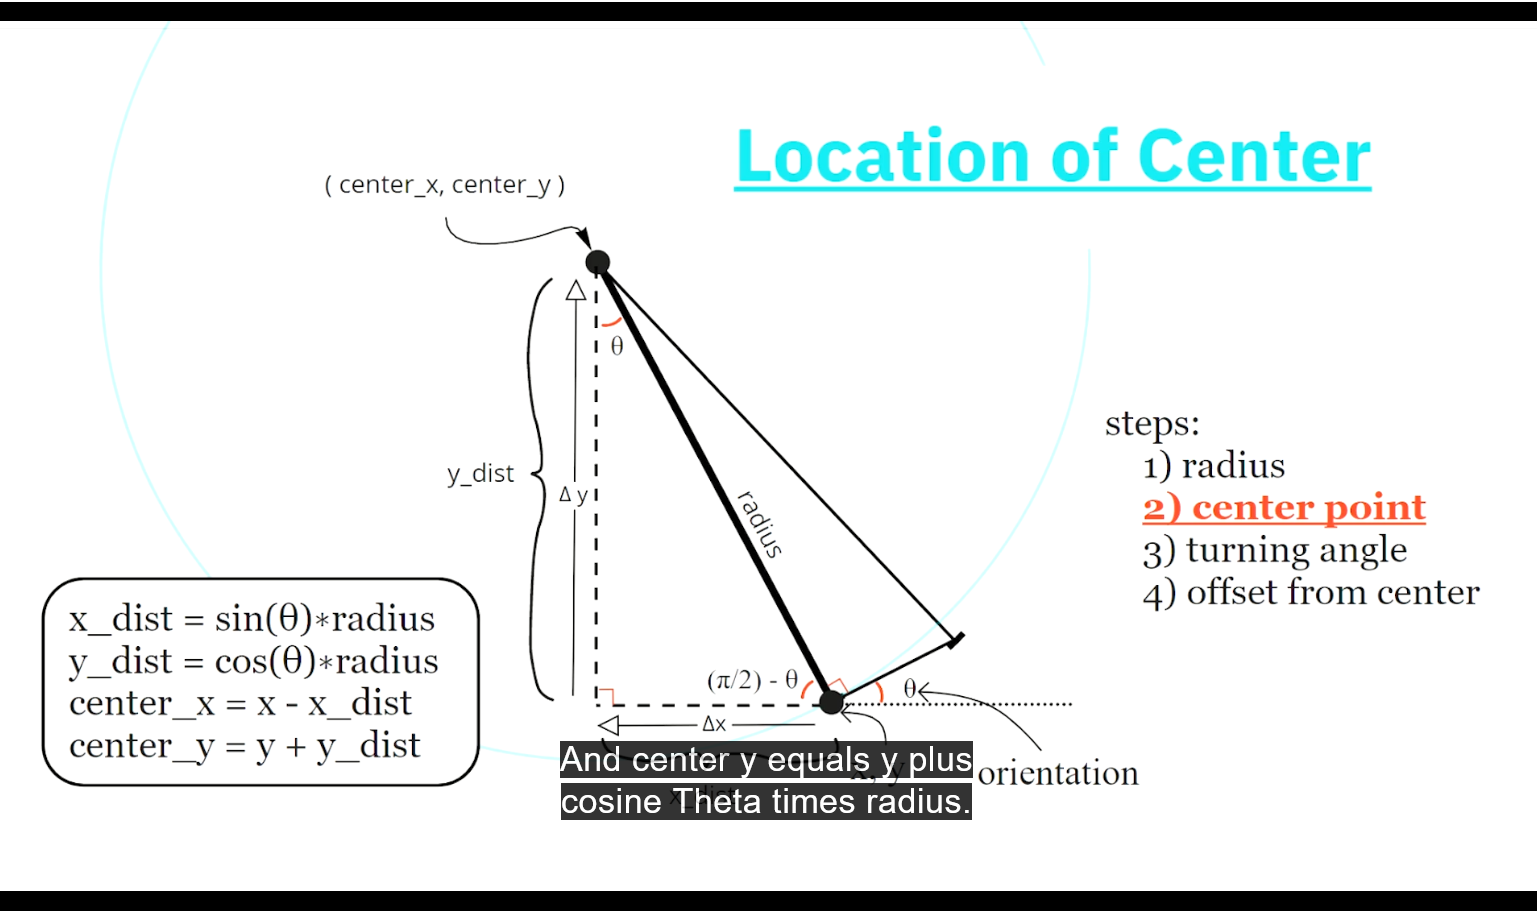 Location of Center
( center_x, center_y )
θ
y_dist
Δy
radius
steps:
1) radius
2) center point
3) turning angle
4) offset from center
x_dist = sin(θ)*radius
y_dist = cos(θ)*radius
center_x = x - x_dist
center_y = y + y_dist
(π/2) - θ
θ
Δx
x, y
orientation
x_dist
And center y equals y plus
cosine Theta times radius.